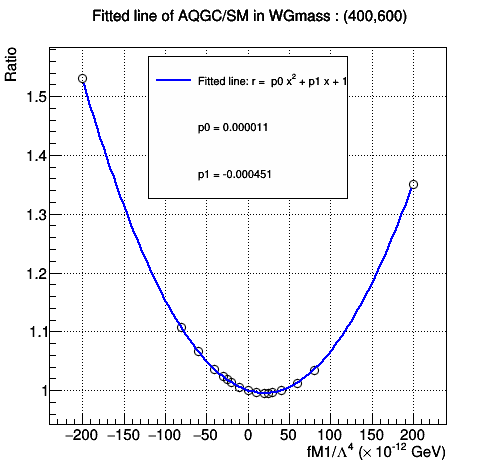 Fitted line of AQGC/SM in WGmass : (400,600)
Ratio
Fitted line: r = p0 x² + p1 x + 1
p0 = 0.000011
p1 = -0.000451
1.5
1.4
1.3
1.2
1.1
1
−200 −150 −100 −50 0 50 100 150 200
fM1/Λ⁴ (× 10⁻¹² GeV)